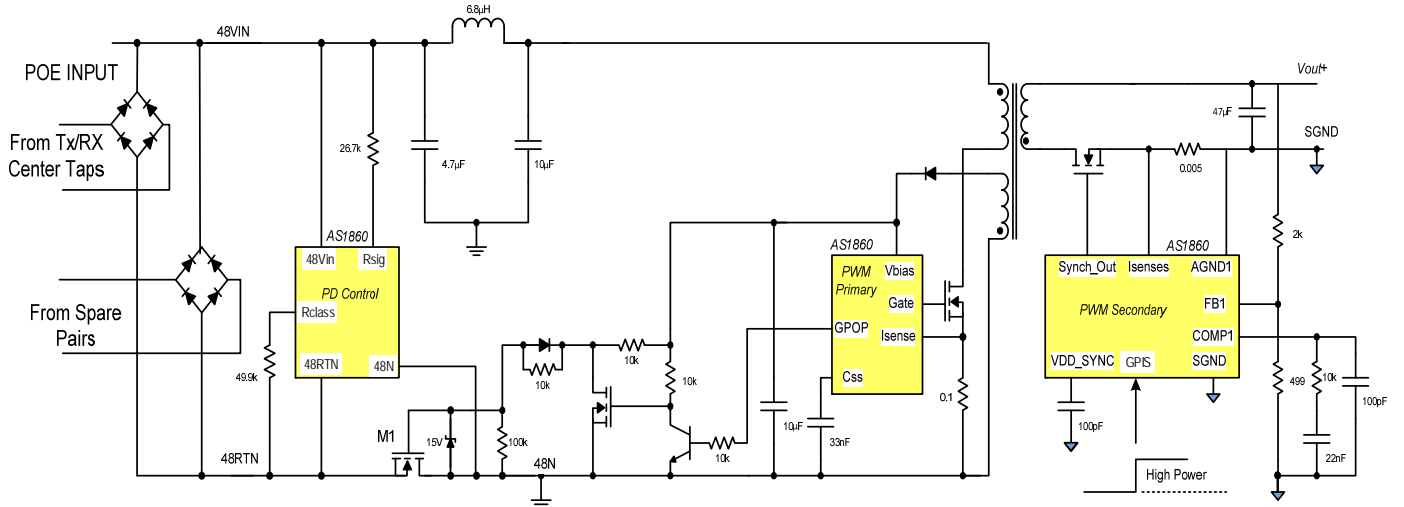 6.8µH
48VIN
POE INPUT
Vout+
47µF
SGND
From Tx/RX
Center Taps
26.7k
4.7µF
10µF
0.005
AS1860
AS1860
AS1860
2k
48Vin
Rsig
PWM
Primary
Vbias
Synch_Out
Isenses
AGND1
PD Control
Rclass
Gate
PWM Secondary
FB1
From Spare
Pairs
GPOP
Isense
COMP1
48RTN
48N
10k
VDD_SYNC
GPIS
SGND
49.9k
10k
10k
Css
0.1
499
10k
100pF
M1
15V
100k
10k
10µF
33nF
100pF
22nF
48RTN
48N
High Power